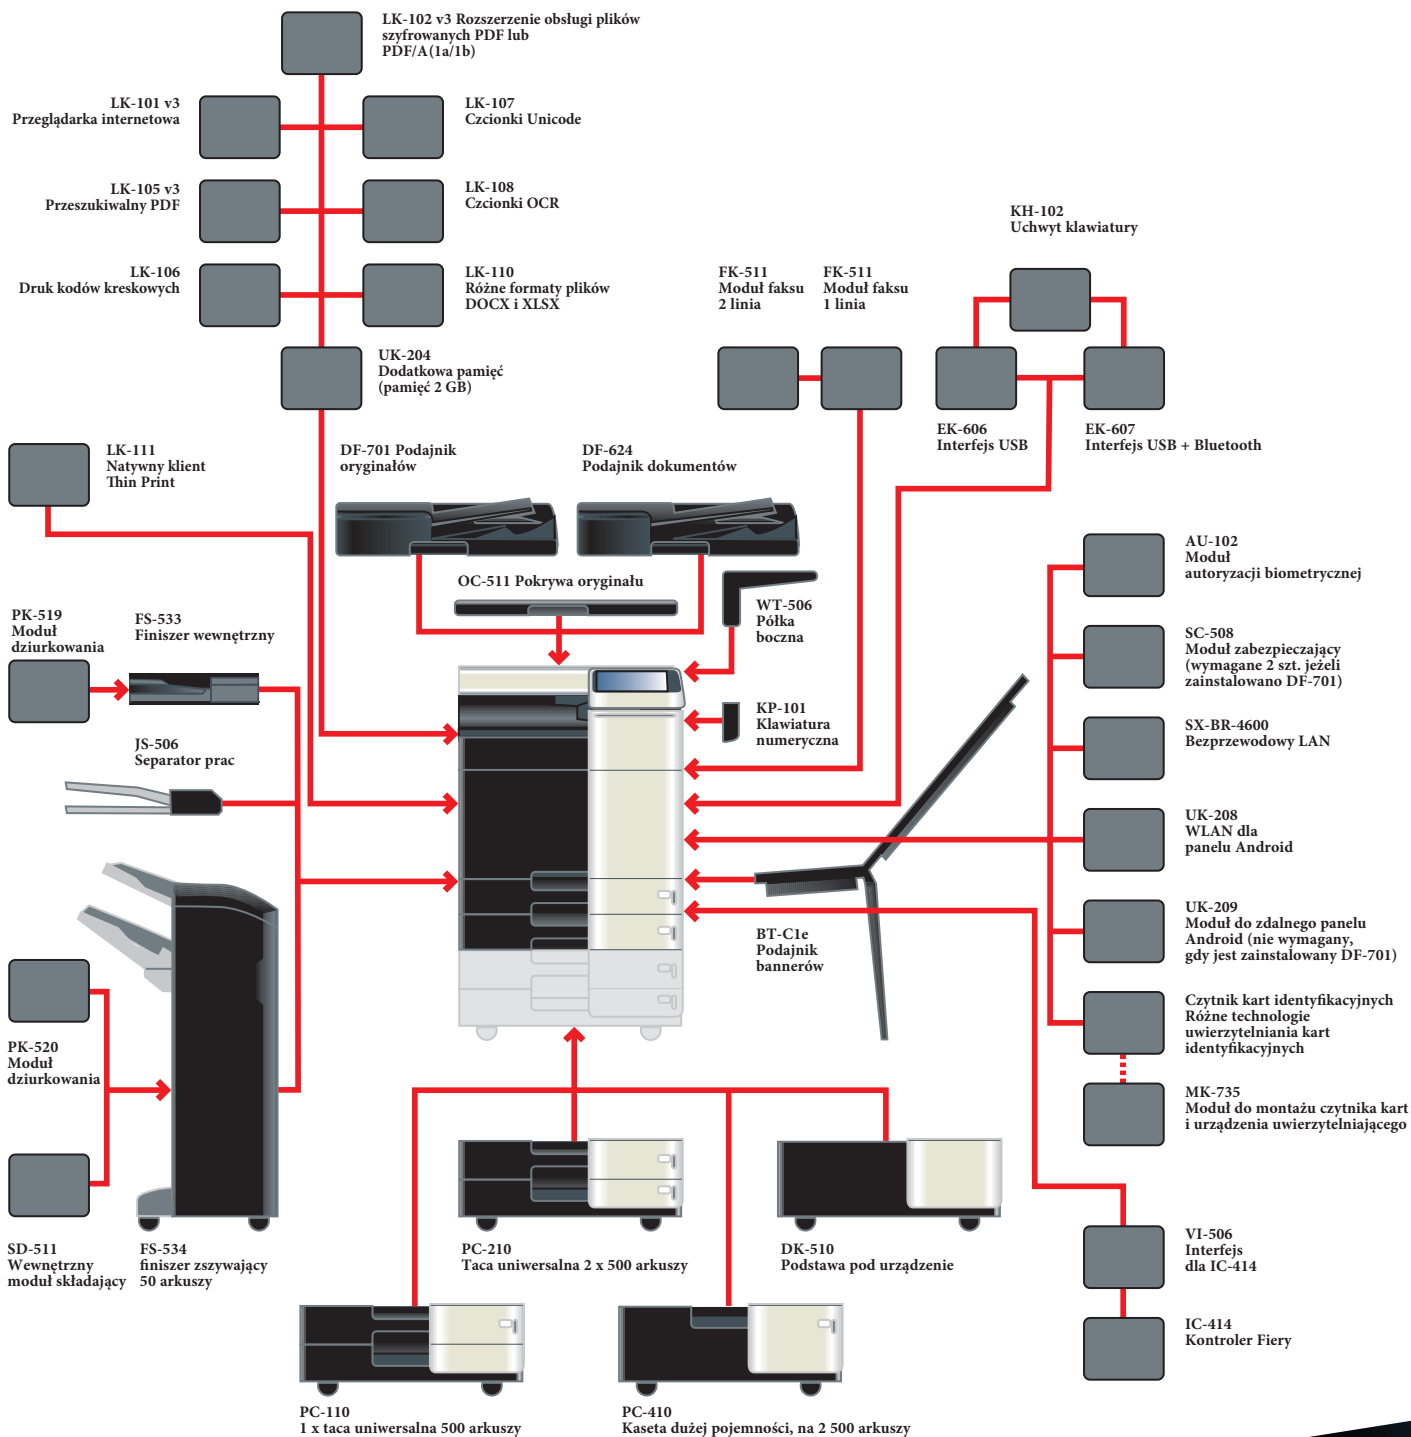 LK-102 v3 Rozszerzenie obsługi plików
szyfrowanych PDF lub
PDF/A(1a/1b)
LK-101 v3
Przeglądarka internetowa
LK-107
Czcionki Unicode
LK-105 v3
Przeszukiwalny PDF
LK-108
Czcionki OCR
LK-106
Druk kodów kreskowych
LK-110
Różne formaty plików
DOCX i XLSX
UK-204
Dodatkowa pamięć
(pamięć 2 GB)
KH-102
Uchwyt klawiatury
FK-511
Moduł faksu
2 linia
FK-511
Moduł faksu
1 linia
EK-606
Interfejs USB
EK-607
Interfejs USB + Bluetooth
LK-111
Natywny klient
Thin Print
DF-701 Podajnik
oryginałów
DF-624
Podajnik dokumentów
OC-511 Pokrywa oryginału
WT-506
Półka
boczna
KP-101
Klawiatura
numeryczna
PK-519
Moduł
dziurkowania
FS-533
Finiszer wewnętrzny
JS-506
Separator prac
AU-102
Moduł
autoryzacji biometrycznej
SC-508
Moduł zabezpieczający
(wymagane 2 szt. jeżeli
zainstalowano DF-701)
SX-BR-4600
Bezprzewodowy LAN
UK-208
WLAN dla
panelu Android
UK-209
Moduł do zdalnego panelu
Android (nie wymagany,
gdy jest zainstalowany DF-701)
BT-C1e
Podajnik
bannerów
Czytnik kart identyfikacyjnych
Różne technologie
uwierzytelniania kart
identyfikacyjnych
MK-735
Moduł do montażu czytnika kart
i urządzenia uwierzytelniającego
PK-520
Moduł
dziurkowania
SD-511
Wewnętrzny
moduł składający
FS-534
finiszer zszywający
50 arkuszy
PC-210
Taca uniwersalna 2 x 500 arkuszy
DK-510
Podstawa pod urządzenie
VI-506
Interfejs
dla IC-414
IC-414
Kontroler Fiery
PC-110
1 x taca uniwersalna 500 arkuszy
PC-410
Kaseta dużej pojemności, na 2 500 arkuszy